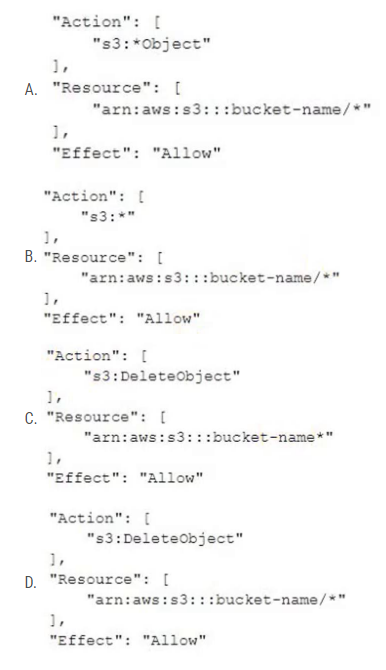 "Action": [
"s3:*Object"
],
A. "Resource": [
"arn:aws:s3:::bucket-name/*"
],
"Effect": "Allow"
"Action": [
"s3:*"
],
B. "Resource": [
"arn:aws:s3:::bucket-name/*"
],
"Effect": "Allow"
"Action": [
"s3:DeleteObject"
],
C. "Resource": [
"arn:aws:s3:::bucket-name*"
],
"Effect": "Allow"
"Action": [
"s3:DeleteObject"
],
D. "Resource": [
"arn:aws:s3:::bucket-name/*"
],
"Effect": "Allow"